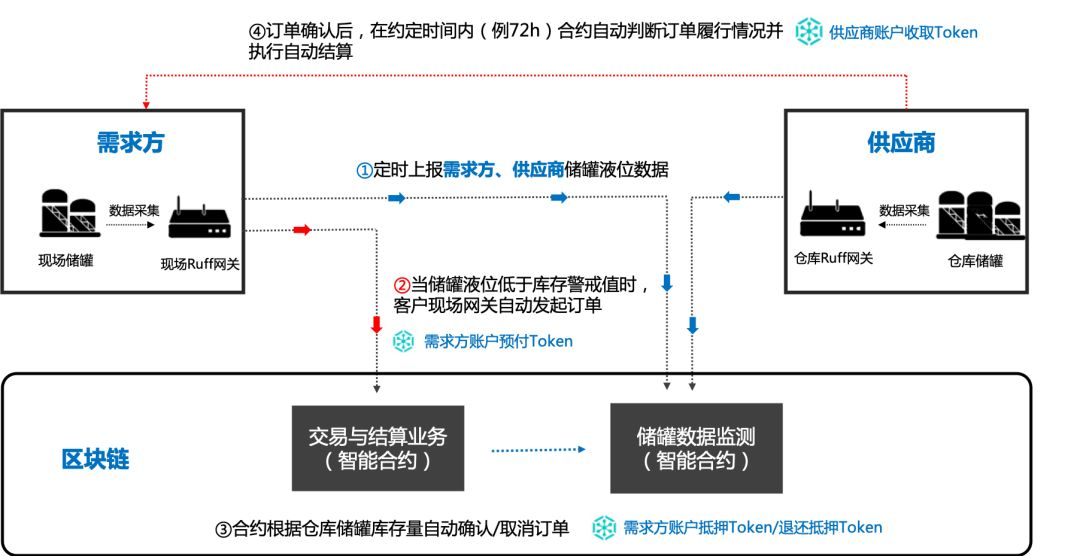 ④订单确认后，在约定时间内（例72h）合约自动判断订单履行情况并
执行自动结算
供应商账户收取Token
需求方
供应商
①定时上报需求方、供应商储罐液位数据
数据采集
数据采集
现场储罐
现场Ruff网关
仓库Ruff网关
仓库储罐
②当储罐液位低于库存警戒值时，
客户现场网关自动发起订单
需求方账户预付Token
区块链
交易与结算业务
（智能合约）
储罐数据监测
（智能合约）
③合约根据仓库储罐库存量自动确认/取消订单
需求方账户抵押Token/退还抵押Token